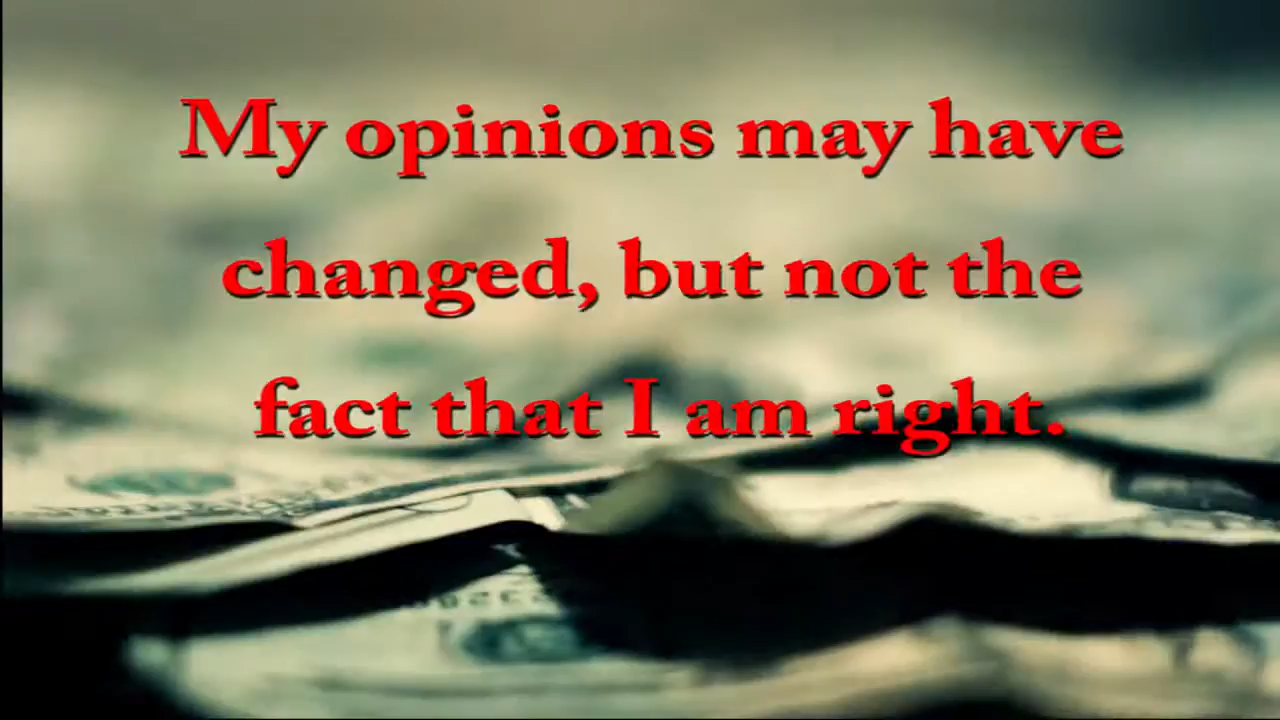 My opinions may have
changed, but not the
fact that I am right.